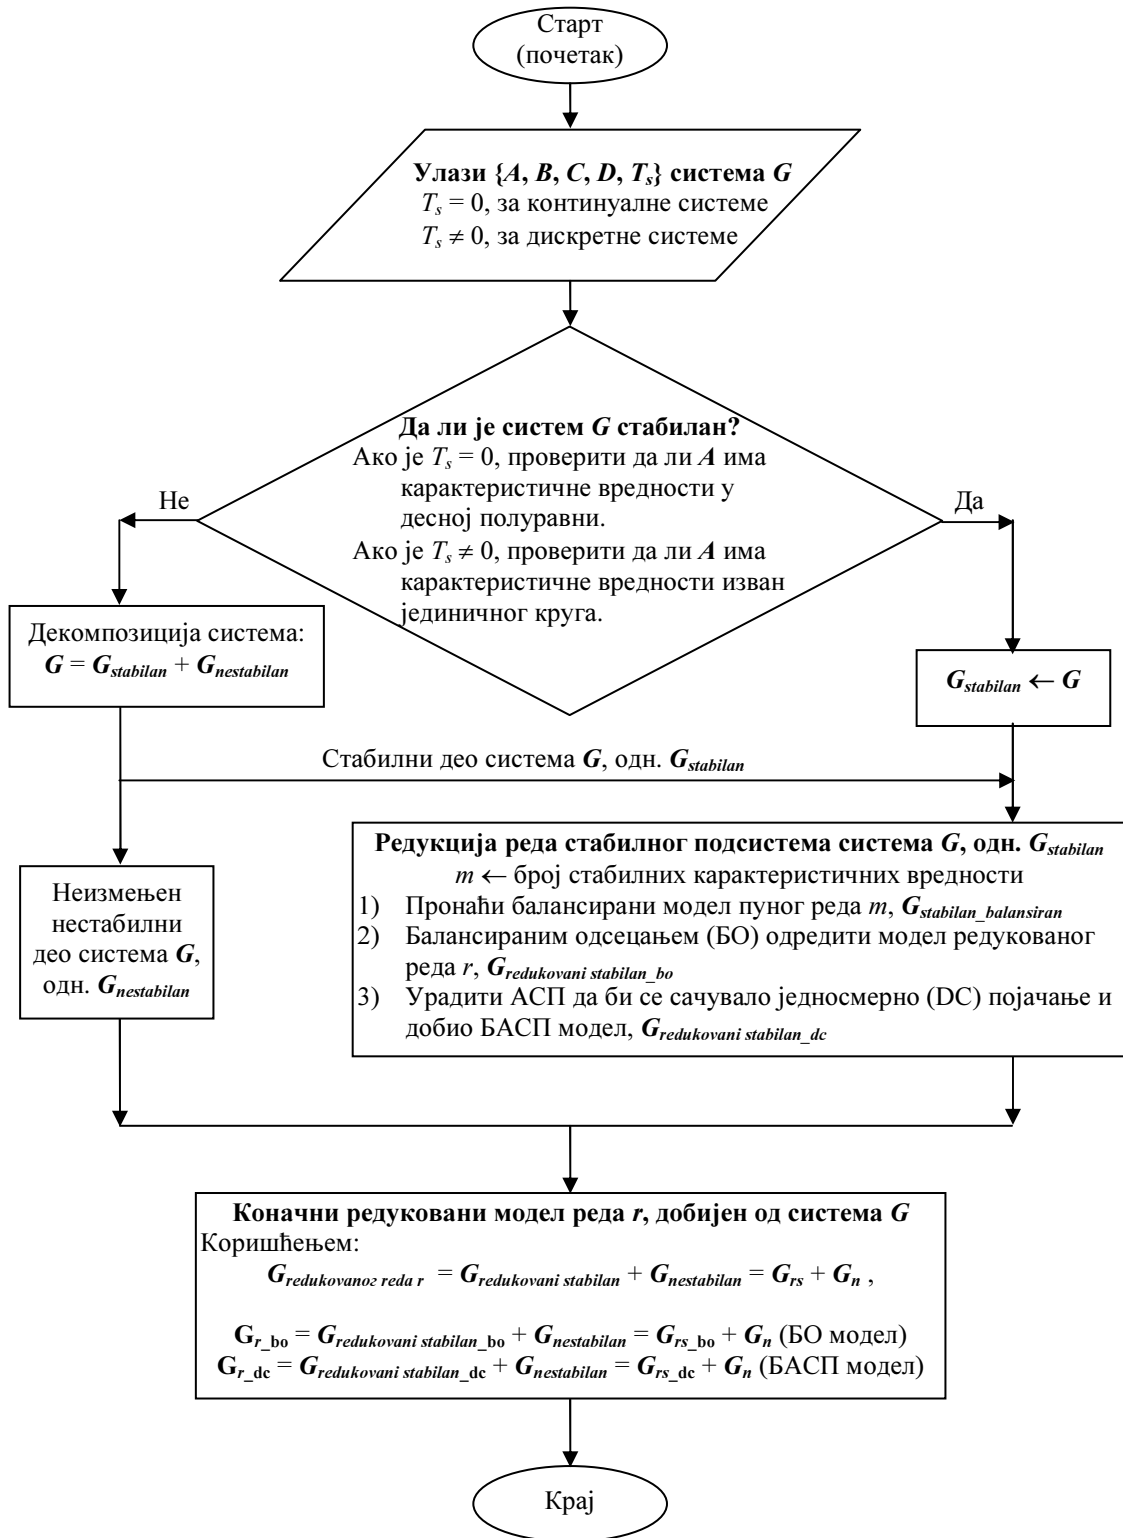 Старт
(почетак)
Улази {A, B, C, D, Ts} система G
Ts = 0, за континуалне системе
Ts ≠ 0, за дискретне системе
Да ли је систем G стабилан?
Ако је Ts = 0, проверити да ли A има
карактеристичне вредности у
десној полуравни.
Ако је Ts ≠ 0, проверити да ли A има
карактеристичне вредности изван
јединичног круга.
Не
Да
Декомпозиција система:
G = Gstabilan + Gnestabilan
Gstabilan ← G
Стабилни део система G, одн. Gstabilan
Неизмењен
нестабилни
део система G,
одн. Gnestabilan
Редукција реда стабилног подсистема система G, одн. Gstabilan
m ← број стабилних карактеристичних вредности
1) Пронаћи балансирани модел пуног реда m, Gstabilan_balansiran
2) Балансираним одсецањем (БО) одредити модел редукованог
реда r, Gredukovani stabilan_bo
3) Урадити АСП да би се сачувало једносмерно (DC) појачање и
добио БАСП модел, Gredukovani stabilan_dc
Коначни редуковани модел реда r, добијен од система G
Коришћењем:
Gredukovanог reda r = Gredukovani stabilan + Gnestabilan = Grs + Gn ,
Gr_bo = Gredukovani stabilan_bo + Gnestabilan = Grs_bo + Gn (БО модел)
Gr_dc = Gredukovani stabilan_dc + Gnestabilan = Grs_dc + Gn (БАСП модел)
Крај